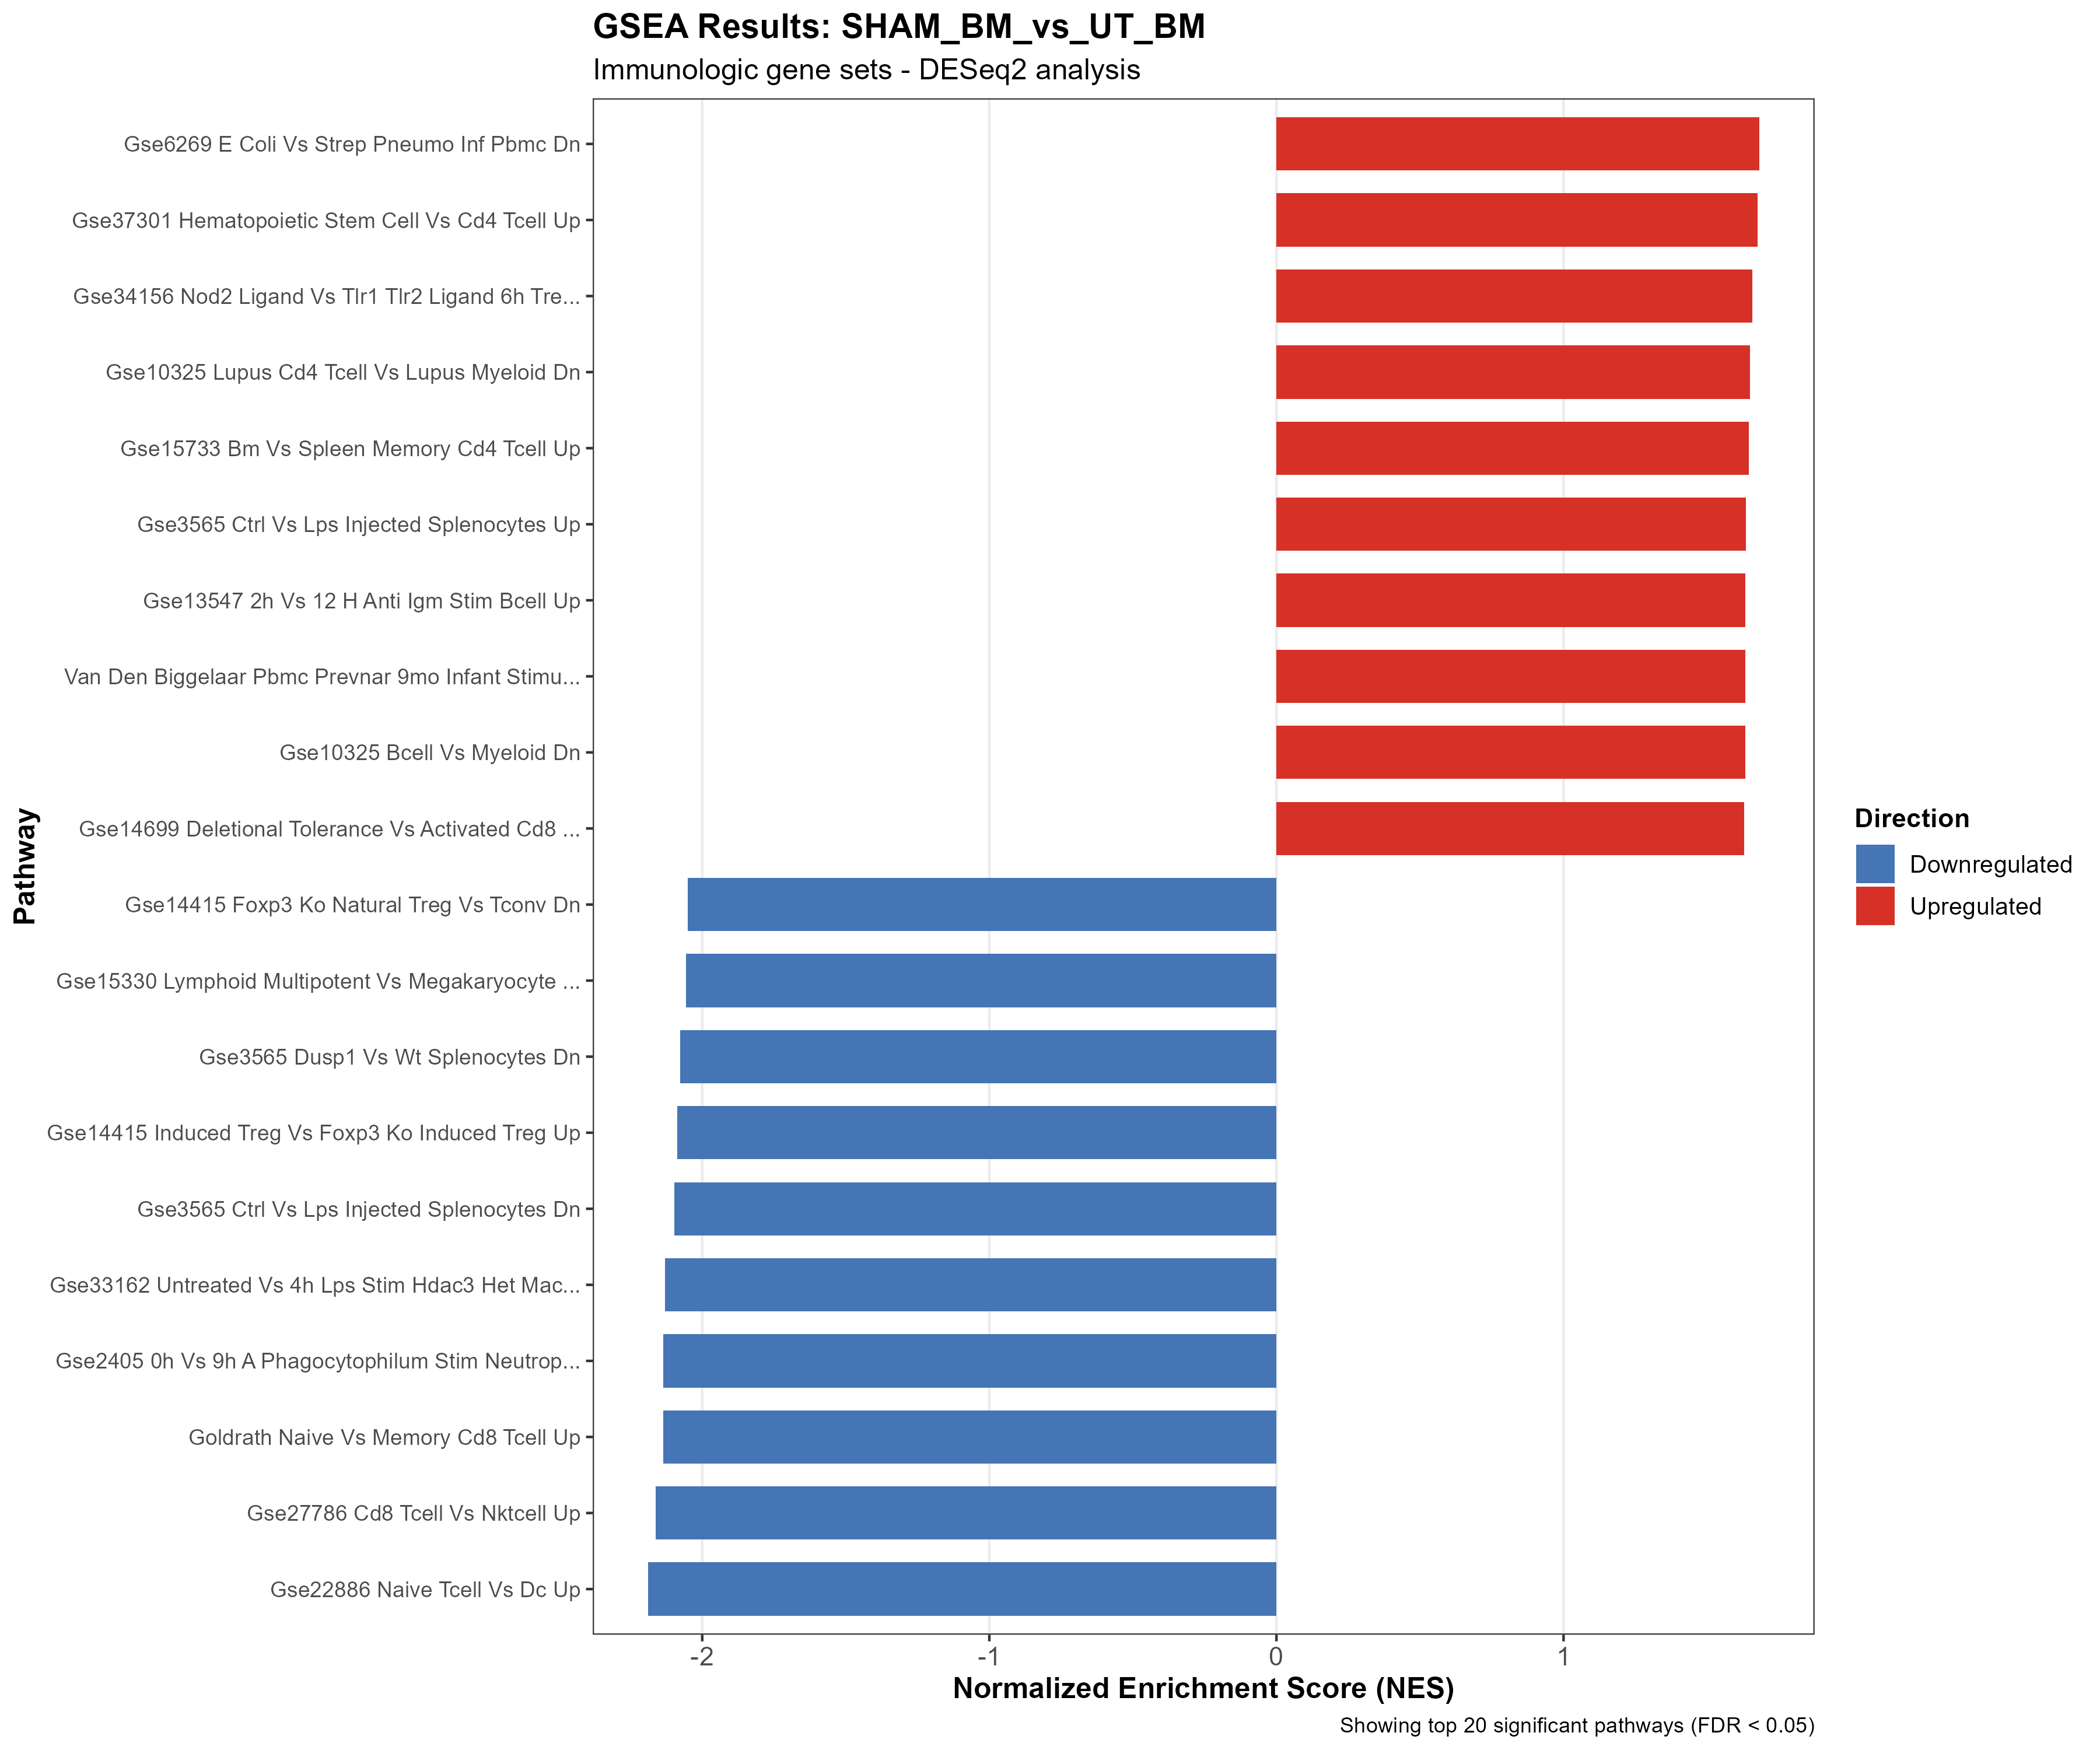 GSEA Results: SHAM_BM_vs_UT_BM
Immunologic gene sets - DESeq2 analysis
Pathway
Gse6269 E Coli Vs Strep Pneumo Inf Pbmc Dn
Gse37301 Hematopoietic Stem Cell Vs Cd4 Tcell Up
Gse34156 Nod2 Ligand Vs Tlr1 Tlr2 Ligand 6h Tre...
Gse10325 Lupus Cd4 Tcell Vs Lupus Myeloid Dn
Gse15733 Bm Vs Spleen Memory Cd4 Tcell Up
Gse3565 Ctrl Vs Lps Injected Splenocytes Up
Gse13547 2h Vs 12 H Anti Igm Stim Bcell Up
Van Den Biggelaar Pbmc Prevnar 9mo Infant Stimu...
Gse10325 Bcell Vs Myeloid Dn
Gse14699 Deletional Tolerance Vs Activated Cd8 ...
Gse14415 Foxp3 Ko Natural Treg Vs Tconv Dn
Gse15330 Lymphoid Multipotent Vs Megakaryocyte ...
Gse3565 Dusp1 Vs Wt Splenocytes Dn
Gse14415 Induced Treg Vs Foxp3 Ko Induced Treg Up
Gse3565 Ctrl Vs Lps Injected Splenocytes Dn
Gse33162 Untreated Vs 4h Lps Stim Hdac3 Het Mac...
Gse2405 0h Vs 9h A Phagocytophilum Stim Neutrop...
Goldrath Naive Vs Memory Cd8 Tcell Up
Gse27786 Cd8 Tcell Vs Nktcell Up
Gse22886 Naive Tcell Vs Dc Up
-2 -1 0 1
Normalized Enrichment Score (NES)
Showing top 20 significant pathways (FDR < 0.05)
Direction
Downregulated
Upregulated